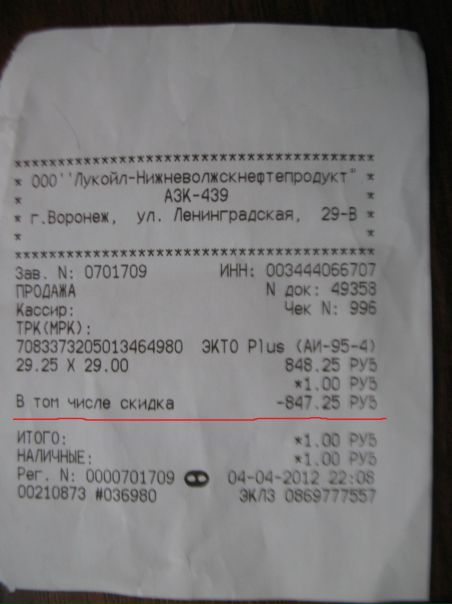 ****************************************
* ООО''Лукойл-Нижневолжскнефтепродукт" *
* АЗК-439 *
* г.Воронеж, ул. Ленинградская, 29-В *
* *
****************************************
Зав. N: 0701709 ИНН: 003444066707
ПРОДАЖА N док: 49358
Кассир: Чек N: 996
ТРК(МРК):
7083373205013464980 ЭКТО Plus (АИ-95-4)
29.25 X 29.00 848.25 РУБ
*1.00 РУБ
В том числе скидка -847.25 РУБ
ИТОГО: *1.00 РУБ
НАЛИЧНЫЕ: *1.00 РУБ
Рег. N: 0000701709 04-04-2012 22:08
00210873 #036980 ЭКЛЗ 0869777557